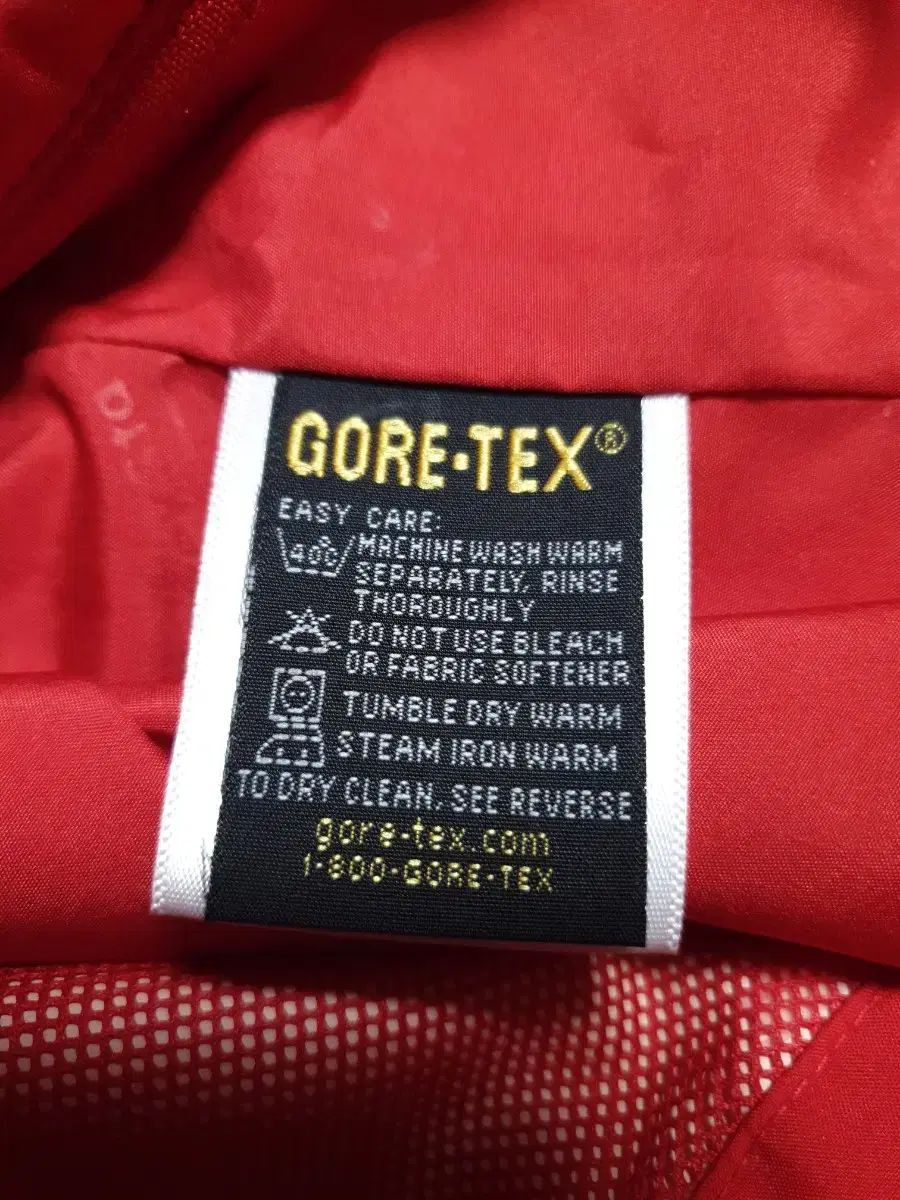 GORE-TEX®
EASY CARE:
40C MACHINE WASH WARM
SEPARATELY, RINSE
THOROUGHLY
DO NOT USE BLEACH
OR FABRIC SOFTENER
TUMBLE DRY WARM
STEAM IRON WARM
TO DRY CLEAN, SEE REVERSE
gore-tex.com
1-800-GORE-TEX